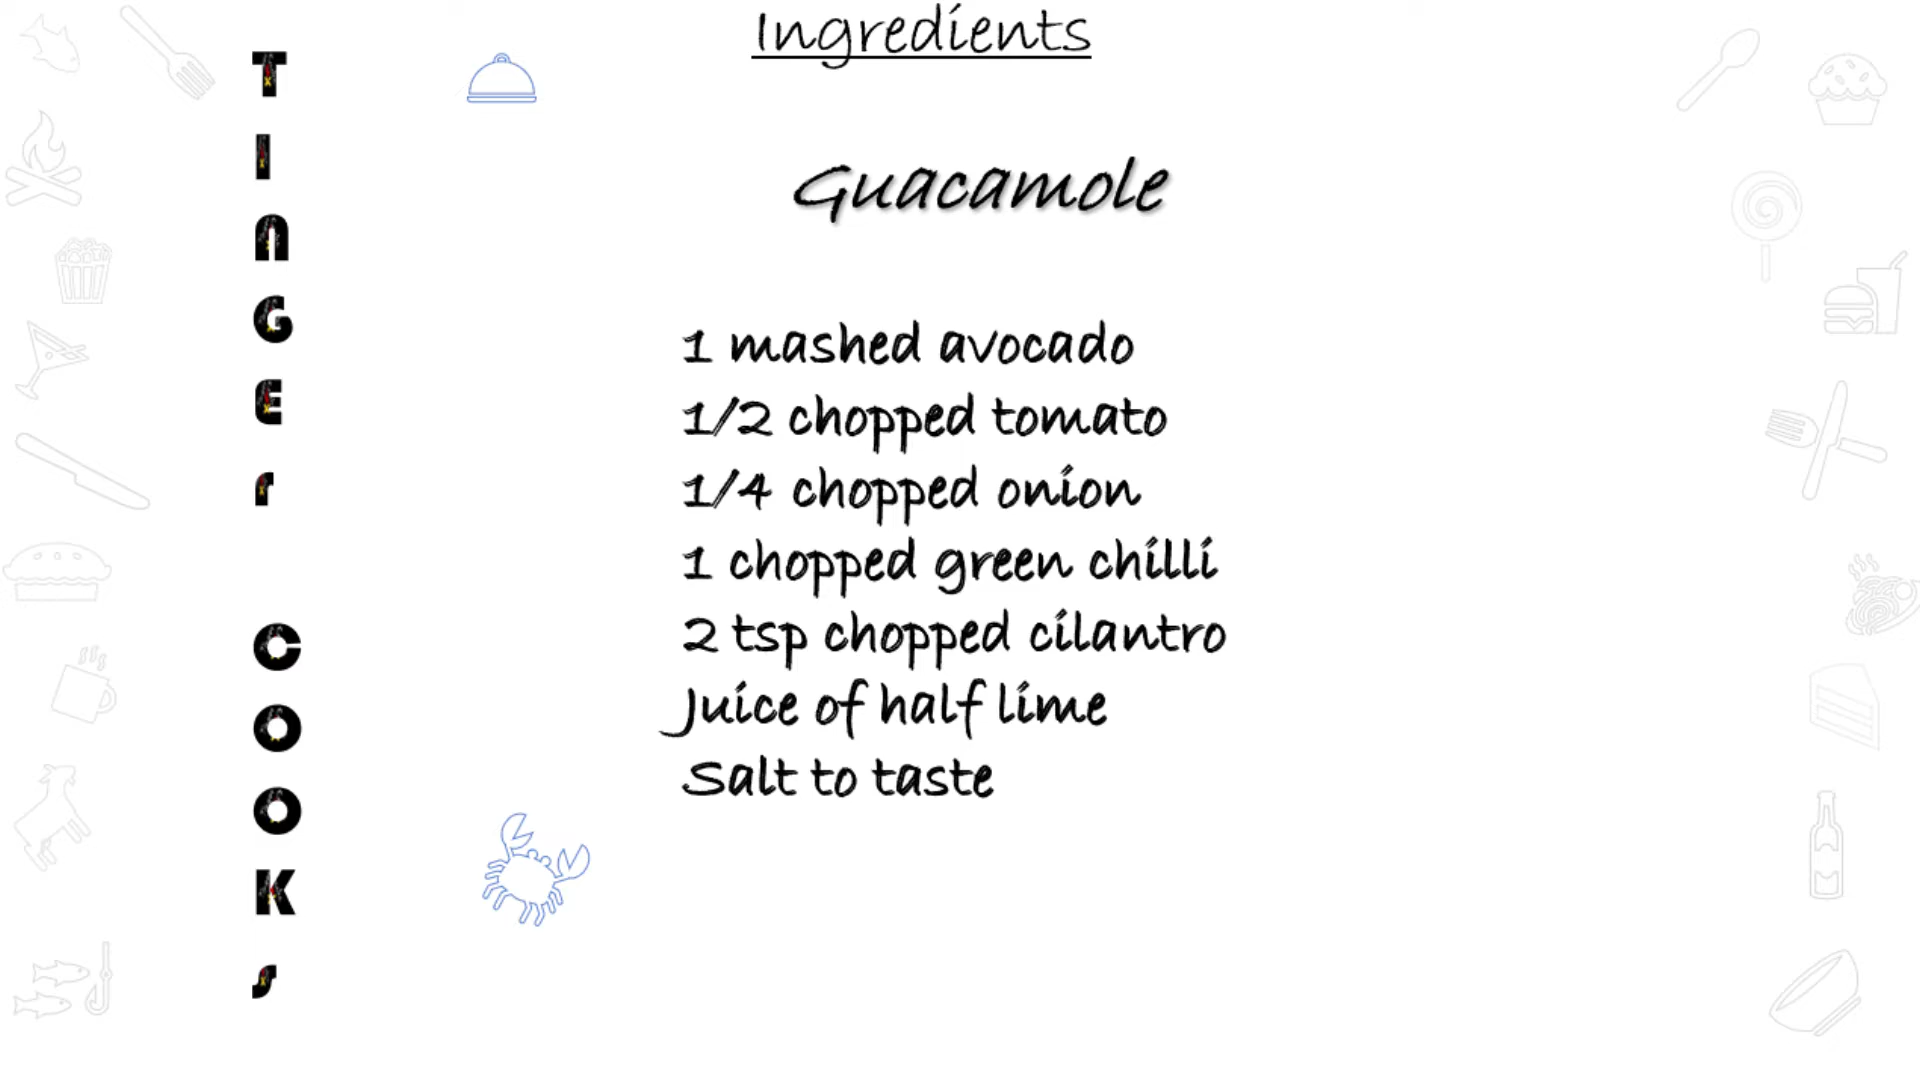 Ingredients
TINGEr COOKs
Guacamole
1 mashed avocado
1/2 chopped tomato
1/4 chopped onion
1 chopped green chilli
2 tsp chopped cilantro
Juice of half lime
Salt to taste